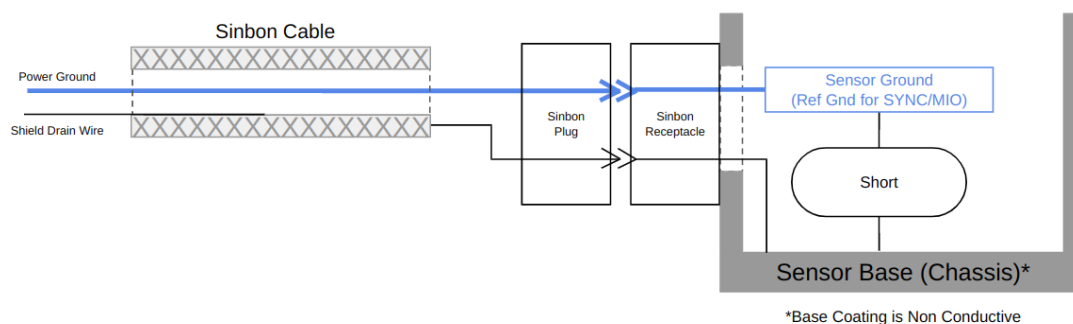 Sinbon Cable
Power Ground
Shield Drain Wire
Sinbon
Plug
Sinbon
Receptacle
Sensor Ground
(Ref Gnd for SYNC/MIO)
Short
Sensor Base (Chassis)*
*Base Coating is Non Conductive